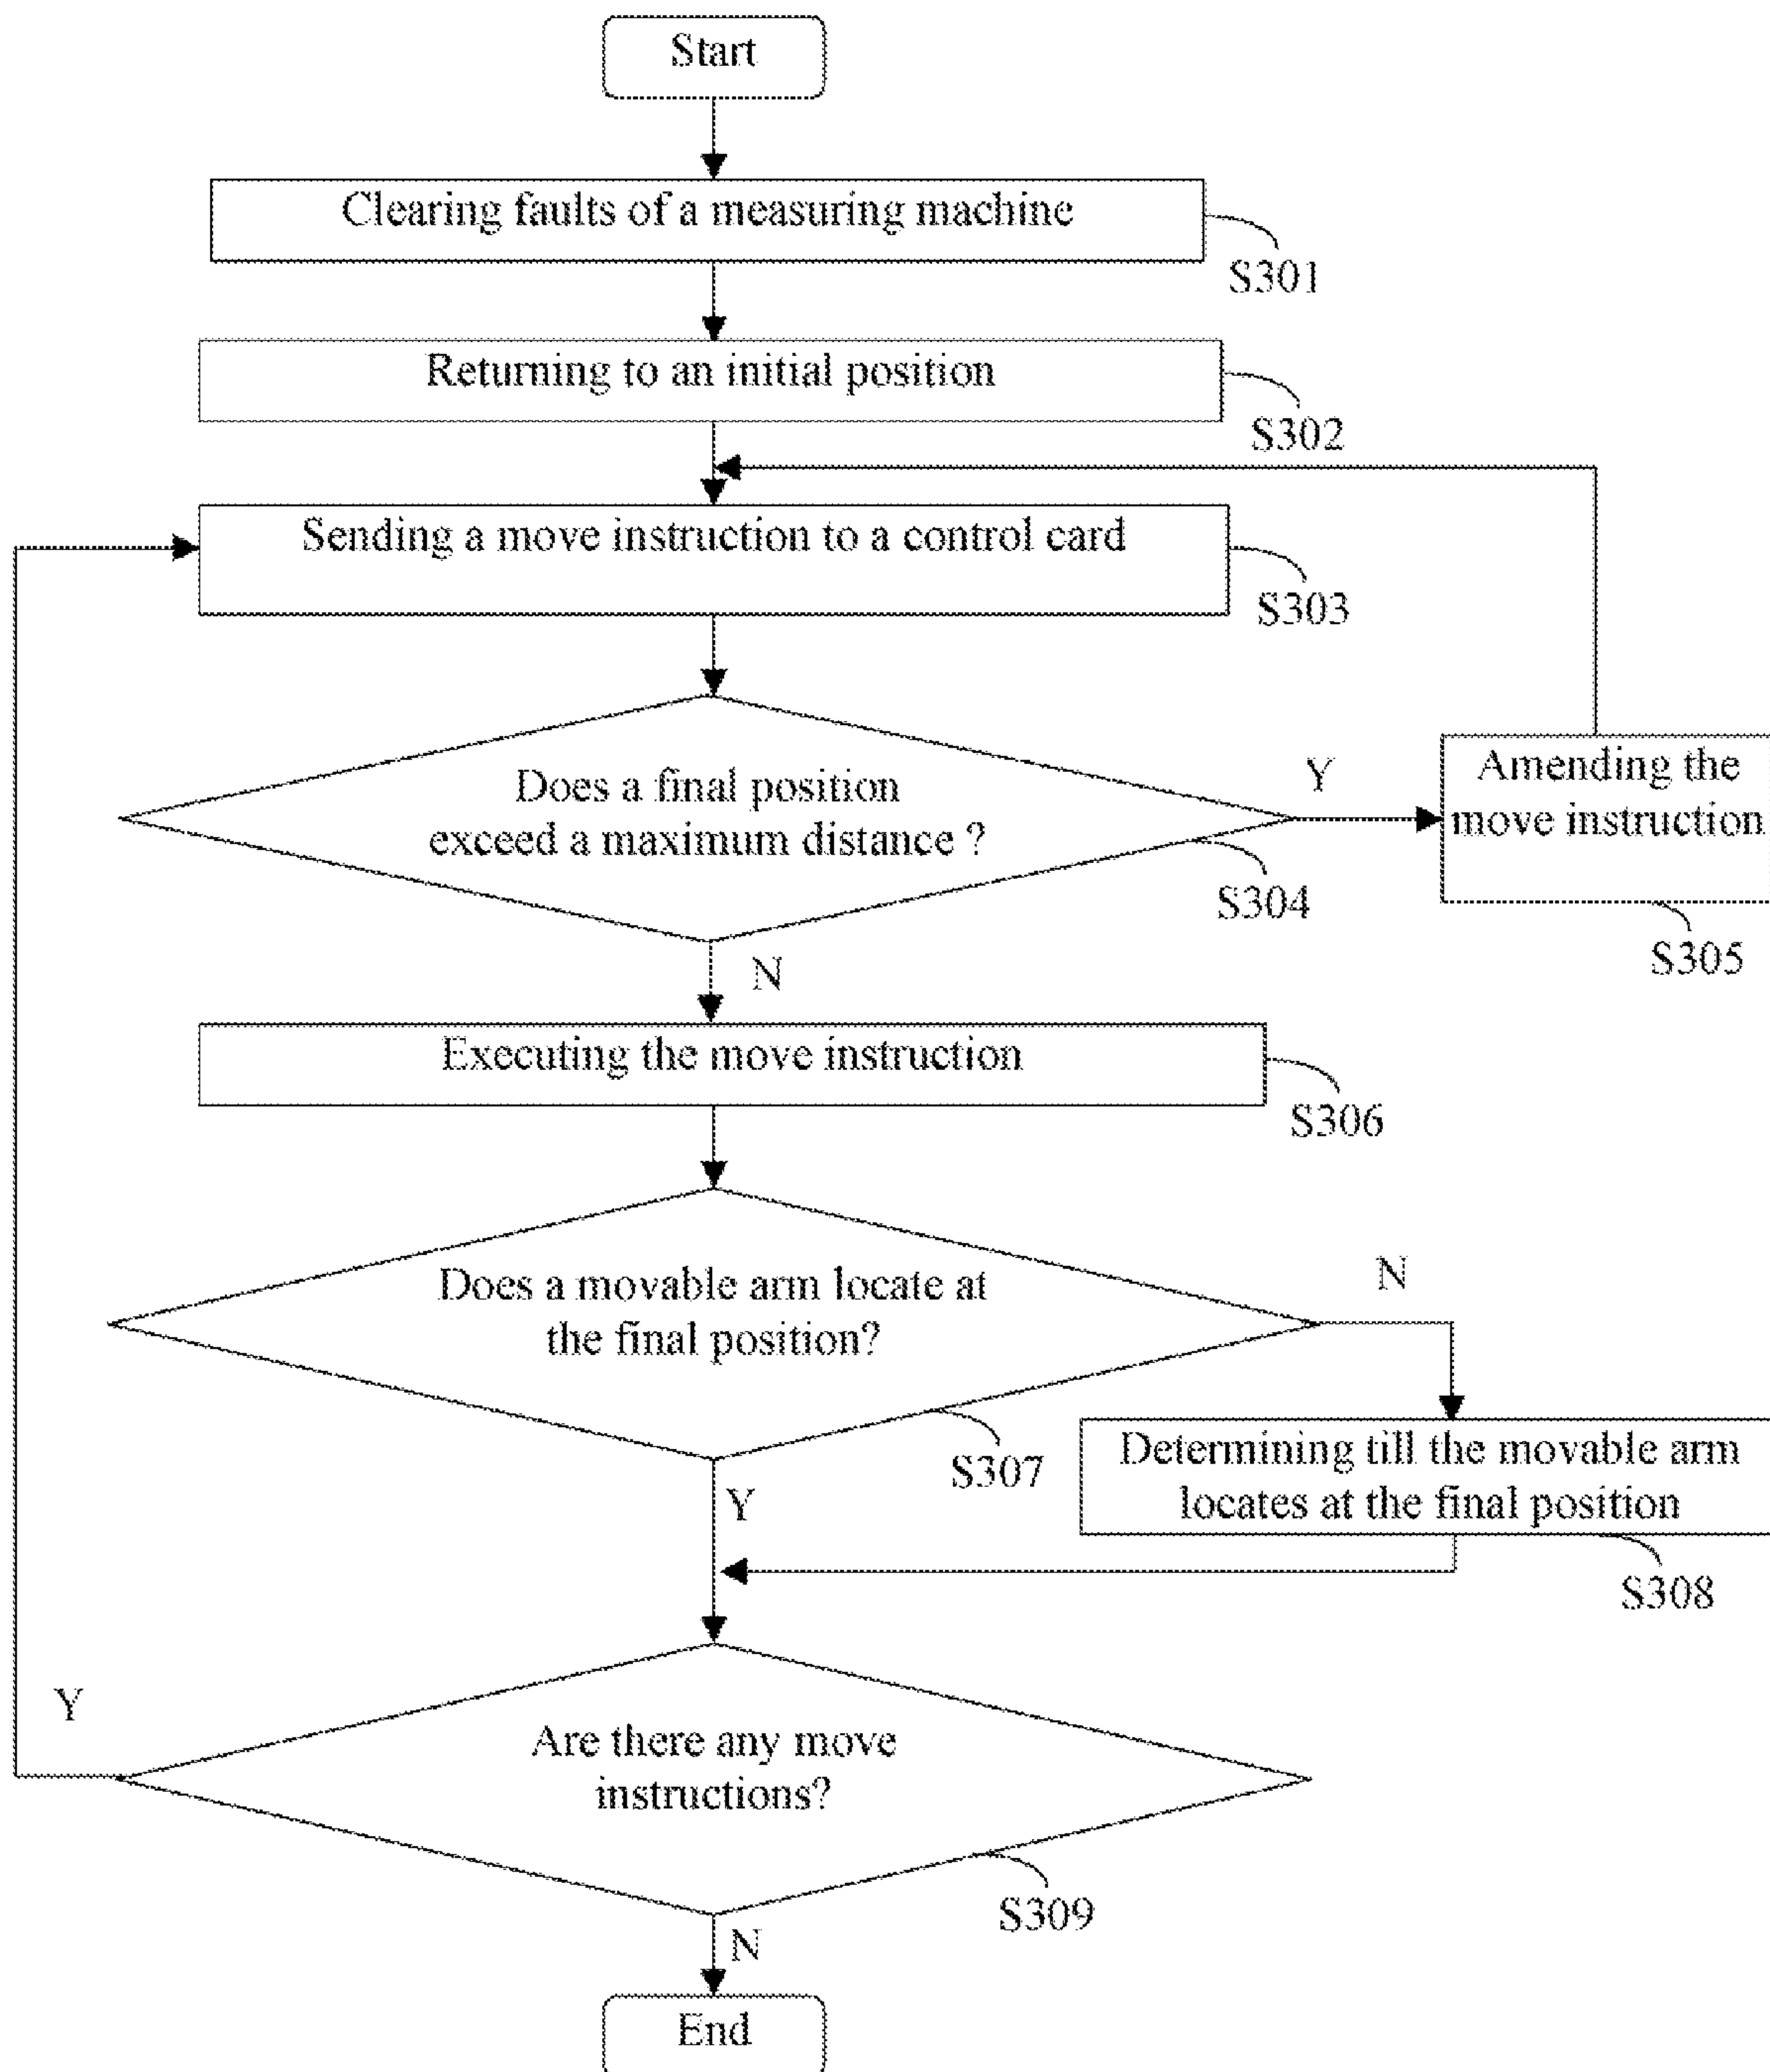 Start
Clearing faults of a measuring machine
S301
Returning to an initial position
S302
Sending a move instruction to a control card
S303
Does a final position
exceed a maximum distance ?
S304
Y
Amending the
move instruction
S305
N
Executing the move instruction
S306
Does a movable arm locate at
the final position?
S307
N
Determining till the movable arm
locates at the final position
S308
Y
Are there any move
instructions?
S309
Y
N
End